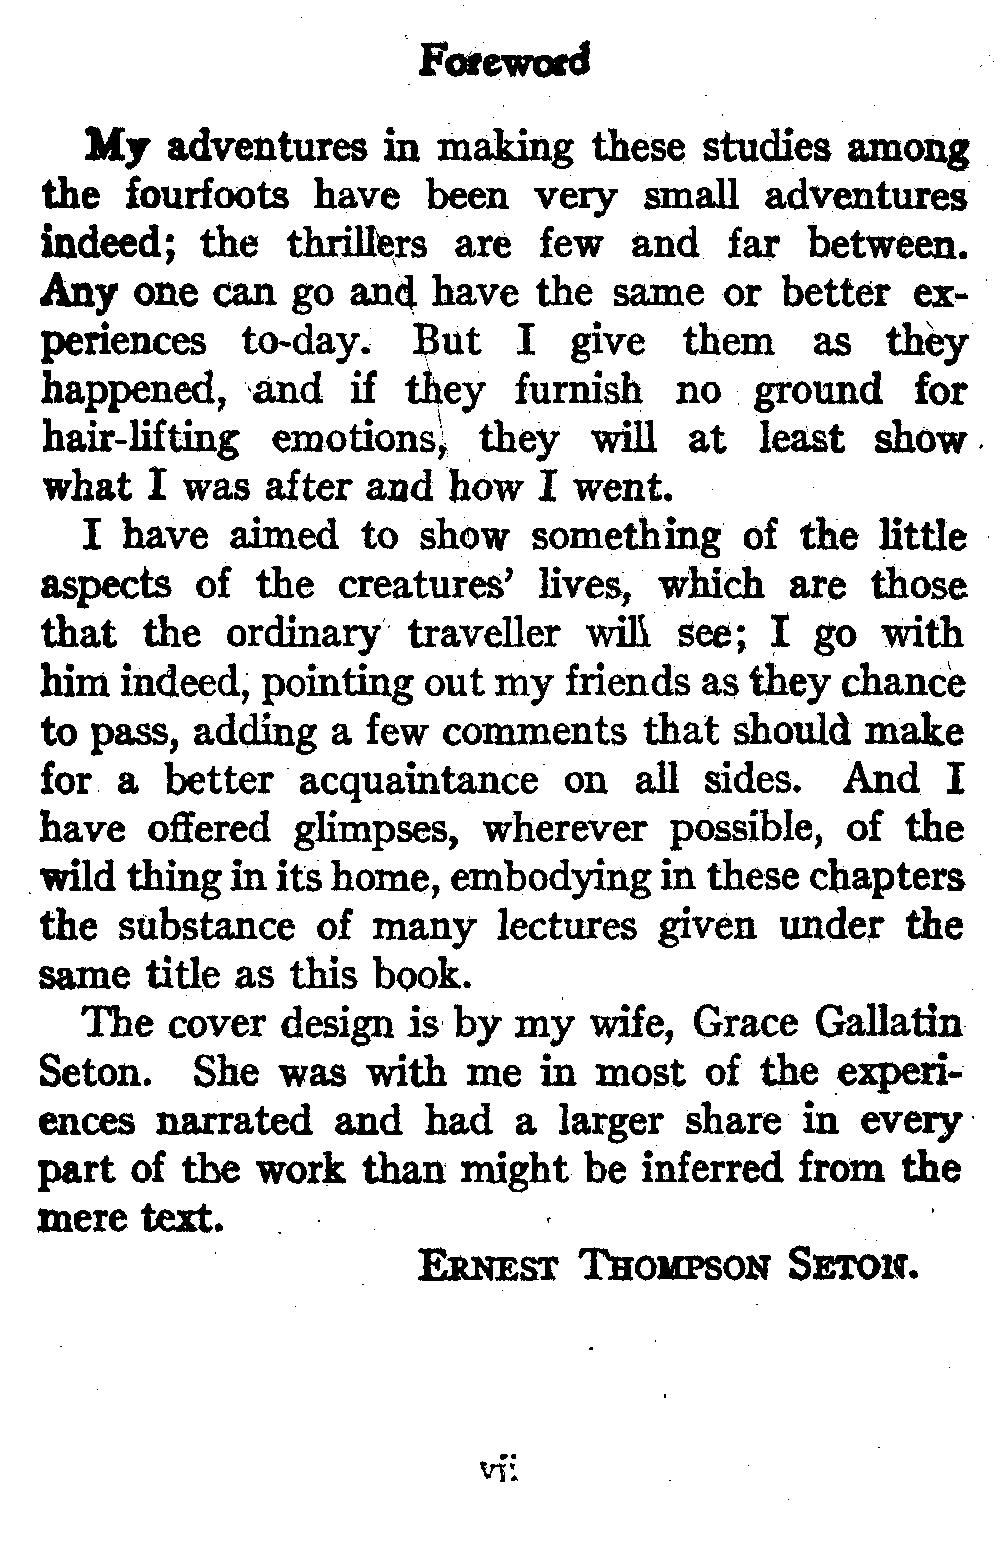 Foreword
My adventures in making these studies among
the fourfoots have been very small adventures
indeed; the thrillers are few and far between.
Any one can go and have the same or better ex-
periences to-day. But I give them as they
happened, and if they furnish no ground for
hair-lifting emotions, they will at least show
what I was after and how I went.
I have aimed to show something of the little
aspects of the creatures' lives, which are those
that the ordinary traveller will see; I go with
him indeed, pointing out my friends as they chance
to pass, adding a few comments that should make
for a better acquaintance on all sides. And I
have offered glimpses, wherever possible, of the
wild thing in its home, embodying in these chapters
the substance of many lectures given under the
same title as this book.
The cover design is by my wife, Grace Gallatin
Seton. She was with me in most of the experi-
ences narrated and had a larger share in every
part of the work than might be inferred from the
mere text.
ERNEST THOMPSON SETON.
vii